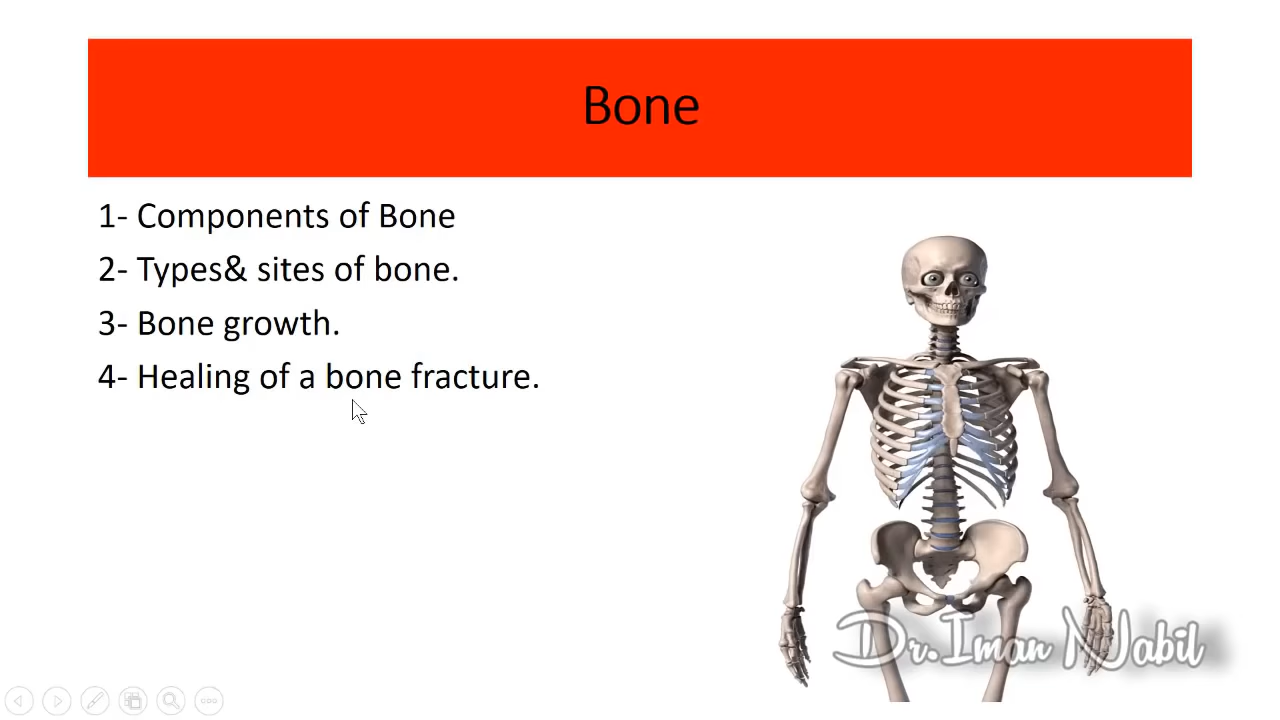 Bone
1- Components of Bone
2- Types& sites of bone.
3- Bone growth.
4- Healing of a bone fracture.
Dr.Iman Nabil